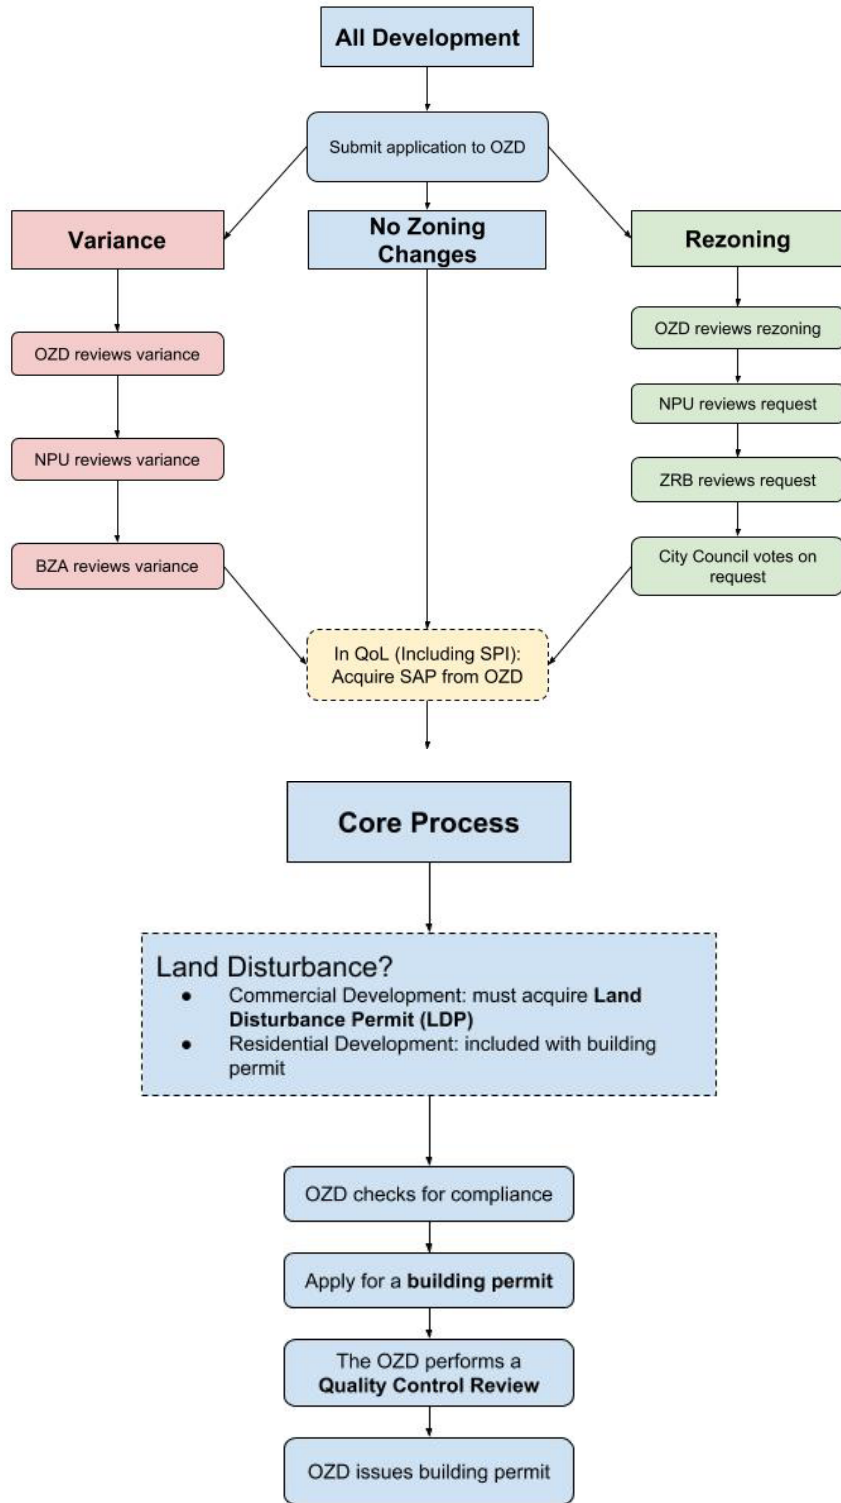 All Development
Submit application to OZD
Variance
No Zoning
Changes
Rezoning
OZD reviews variance
NPU reviews variance
BZA reviews variance
OZD reviews rezoning
NPU reviews request
ZRB reviews request
City Council votes on
request
In QoL (Including SPI):
Acquire SAP from OZD
Core Process
Land Disturbance?
● Commercial Development: must acquire Land
Disturbance Permit (LDP)
● Residential Development: included with building
permit
OZD checks for compliance
Apply for a building permit
The OZD performs a
Quality Control Review
OZD issues building permit